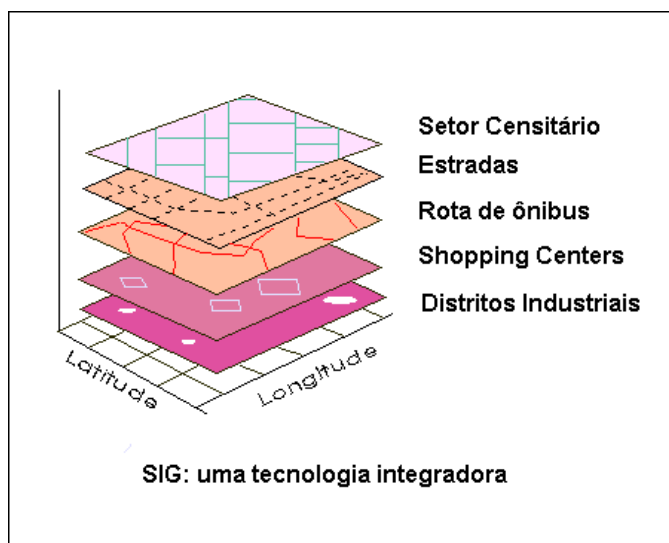 Setor Censitário
Estradas
Rota de ônibus
Shopping Centers
Distritos Industriais
Latitude
Longitude
SIG: uma tecnologia integradora